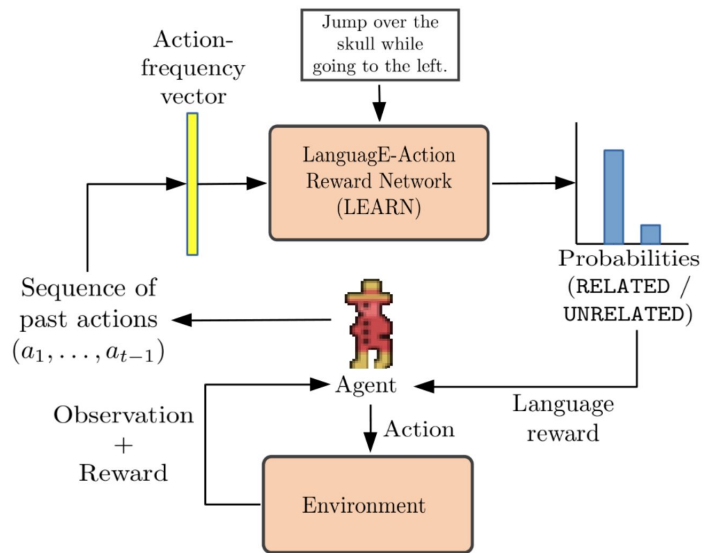 Jump over the
skull while
going to the left.
Action-
frequency
vector
LanguagE-Action
Reward Network
(LEARN)
Probabilities
(RELATED /
UNRELATED)
Sequence of
past actions
(a₁, . . . , aₜ₋₁)
Agent
Language
reward
Observation
+
Reward
Action
Environment